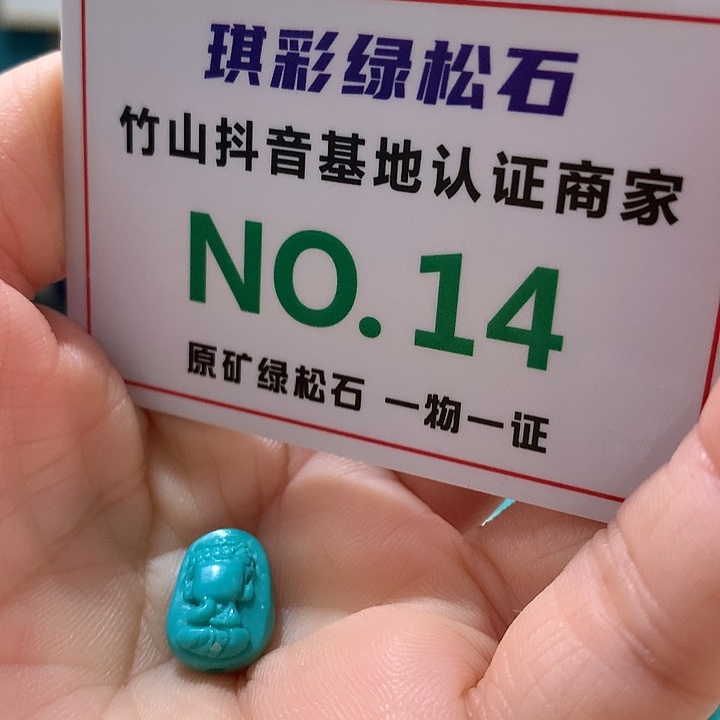 琪彩绿松石
竹山抖音基地认证商家
NO.14
原矿绿松石 一物一证